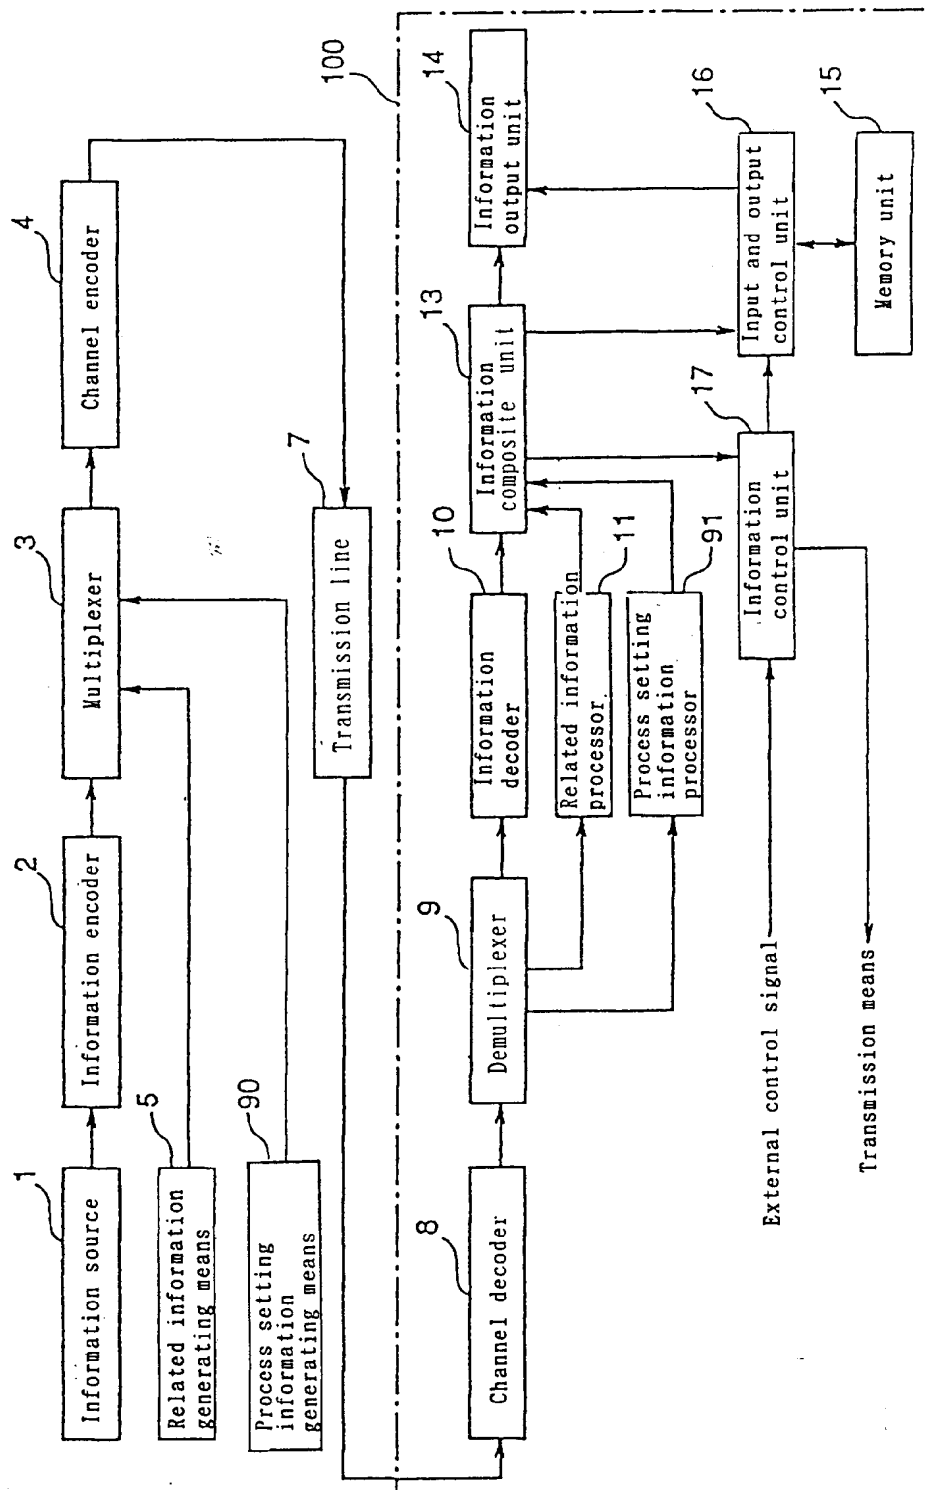 1
Information source
2
Information encoder
3
Multiplexer
4
Channel encoder
5
Related information
generating means
90
Process setting
information
generating means
7
Transmission line
100
8
Channel decoder
9
Demultiplexer
10
Information
decoder
11
Related information
processor
91
Process setting
information
processor
13
Information
composite unit
14
Information
output unit
17
Information
control unit
16
Input and output
control unit
15
Memory unit
External control signal
Transmission means